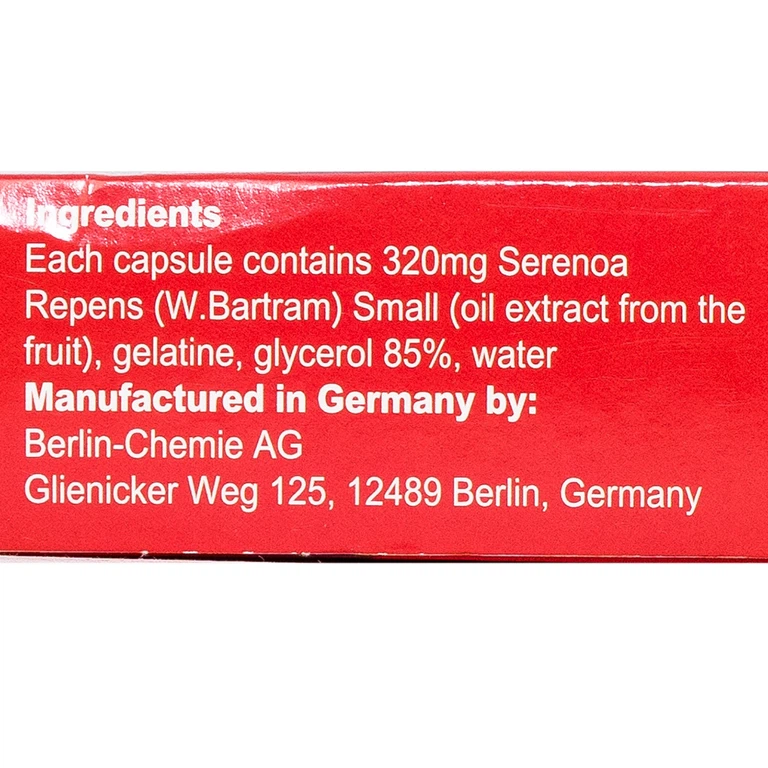 Ingredients
Each capsule contains 320mg Serenoa
Repens (W.Bartram) Small (oil extract from the
fruit), gelatine, glycerol 85%, water
Manufactured in Germany by:
Berlin-Chemie AG
Glienicker Weg 125, 12489 Berlin, Germany